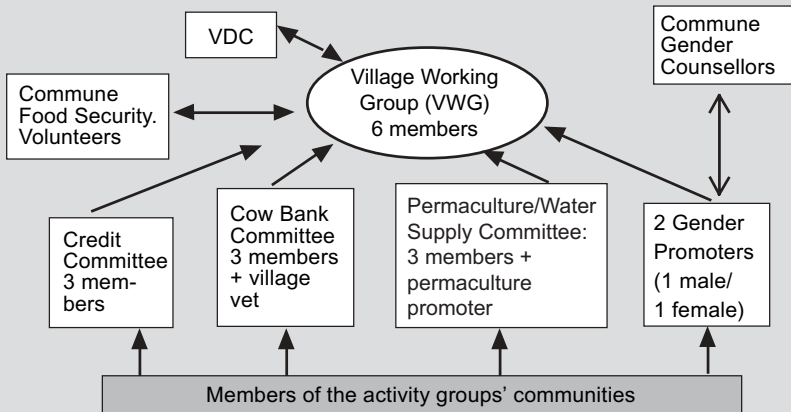 VDC
Commune
Gender
Counsellors
Village Working
Group (VWG)
6 members
Commune
Food Security.
Volunteers
Credit
Committee
3 mem-
bers
Cow Bank
Committee
3 members
+ village
vet
Permaculture/Water
Supply Committee:
3 members +
permaculture
promoter
2 Gender
Promoters
(1 male/
1 female)
Members of the activity groups' communities